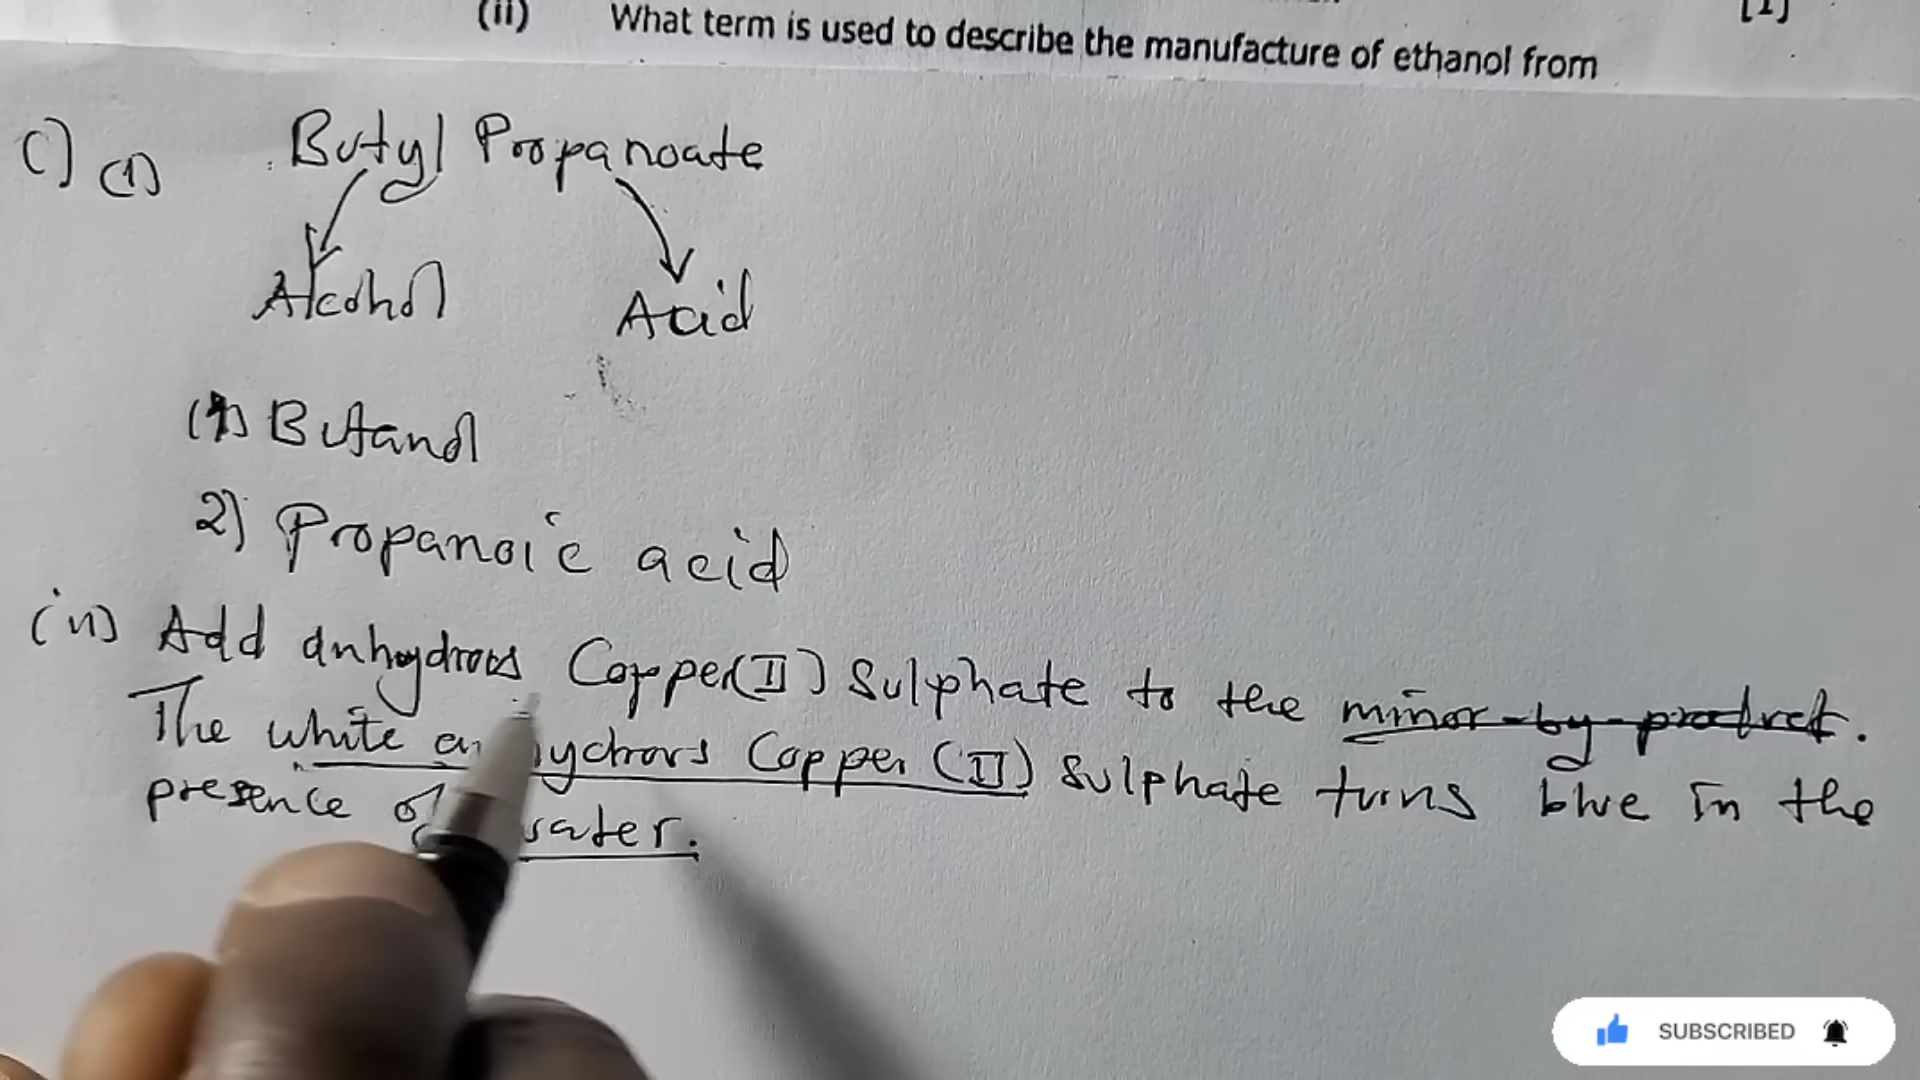 (ii) What term is used to describe the manufacture of ethanol from
[1]
c) (i) Butyl Propanoate
Alcohol Acid
(1) Butanol
2) Propanoic acid
(ii) Add anhydrous Copper(II) Sulphate to the minor-by-product.
The white anhydrous Copper (II) Sulphate turns blue in the
presence of water.
SUBSCRIBED